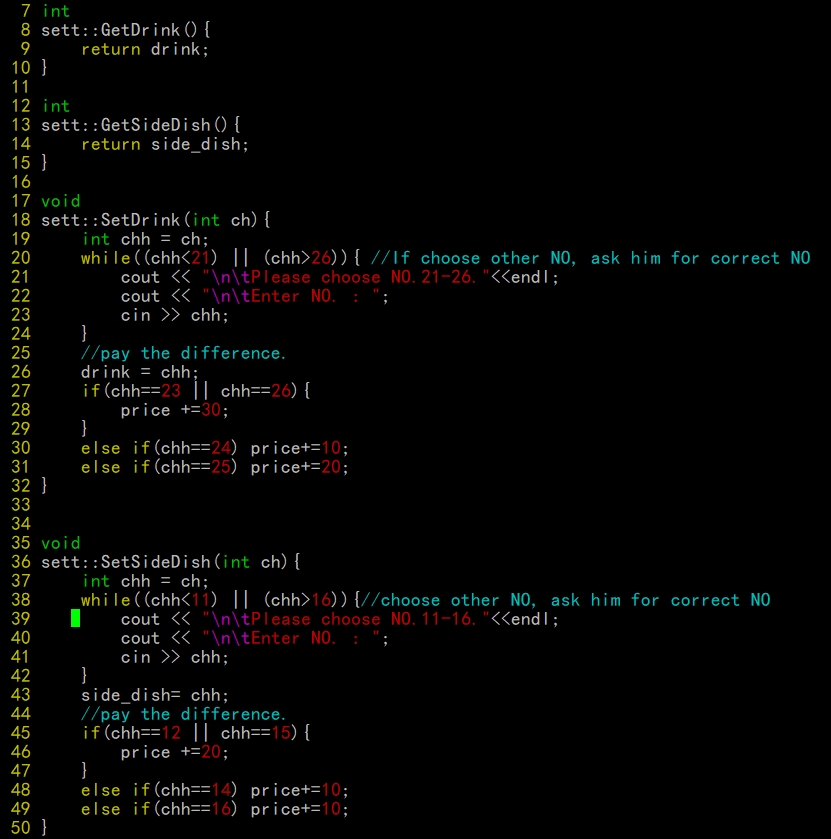 7 int
8 sett::GetDrink(){
9     return drink;
10 }
11
12 int
13 sett::GetSideDish(){
14     return side_dish;
15 }
16
17 void
18 sett::SetDrink(int ch){
19     int chh = ch;
20     while((chh<21) || (chh>26)){ //If choose other NO, ask him for correct NO
21         cout << "\n\tPlease choose NO.21-26."<<endl;
22         cout << "\n\tEnter NO. : ";
23         cin >> chh;
24     }
25     //pay the difference.
26     drink = chh;
27     if(chh==23 || chh==26){
28         price +=30;
29     }
30     else if(chh==24) price+=10;
31     else if(chh==25) price+=20;
32 }
33
34
35 void
36 sett::SetSideDish(int ch){
37     int chh = ch;
38     while((chh<11) || (chh>16)){//choose other NO, ask him for correct NO
39         cout << "\n\tPlease choose NO.11-16."<<endl;
40         cout << "\n\tEnter NO. : ";
41         cin >> chh;
42     }
43     side_dish= chh;
44     //pay the difference.
45     if(chh==12 || chh==15){
46         price +=20;
47     }
48     else if(chh==14) price+=10;
49     else if(chh==16) price+=10;
50 }